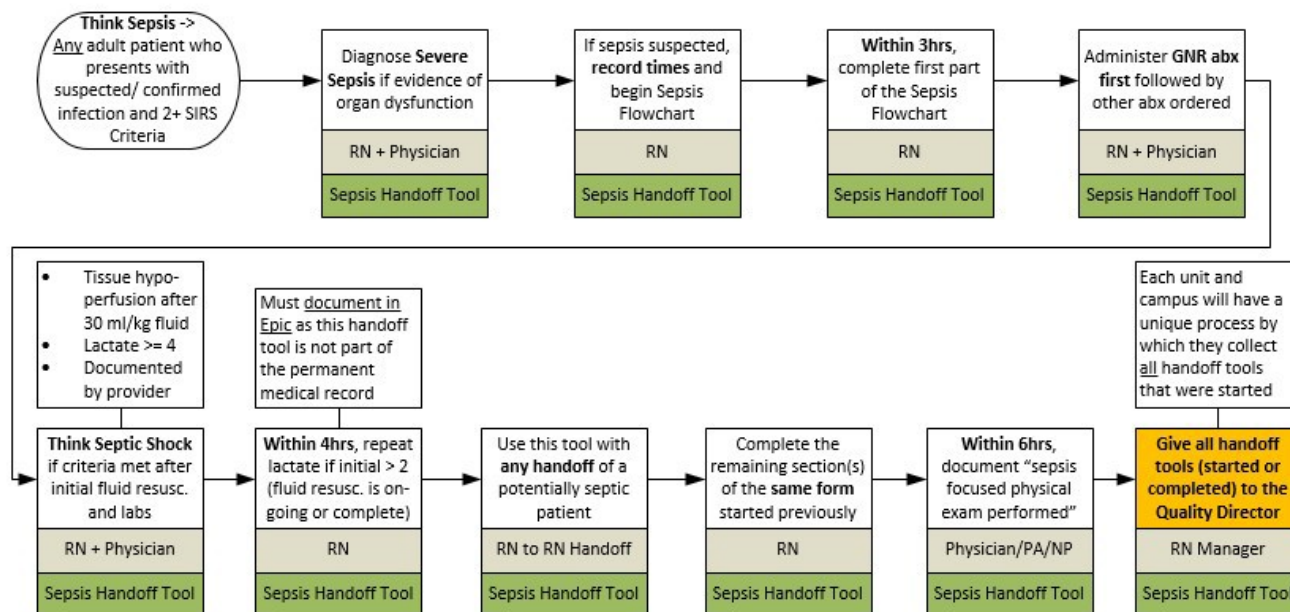 Think Sepsis ->
Any adult patient who
presents with
suspected/ confirmed
infection and 2+ SIRS
Criteria
Diagnose Severe
Sepsis if evidence of
organ dysfunction
RN + Physician
Sepsis Handoff Tool
If sepsis suspected,
record times and
begin Sepsis
Flowchart
RN
Sepsis Handoff Tool
Within 3hrs,
complete first part
of the Sepsis
Flowchart
RN
Sepsis Handoff Tool
Administer GNR abx
first followed by
other abx ordered
RN + Physician
Sepsis Handoff Tool
• Tissue hypo-
perfusion after
30 ml/kg fluid
• Lactate >= 4
• Documented
by provider
Think Septic Shock
if criteria met after
initial fluid resusc.
and labs
RN + Physician
Sepsis Handoff Tool
Must document in
Epic as this handoff
tool is not part of
the permanent
medical record
Within 4hrs, repeat
lactate if initial > 2
(fluid resusc. is on-
going or complete)
RN
Sepsis Handoff Tool
Use this tool with
any handoff of a
potentially septic
patient
RN to RN Handoff
Sepsis Handoff Tool
Complete the
remaining section(s)
of the same form
started previously
RN
Sepsis Handoff Tool
Within 6hrs,
document “sepsis
focused physical
exam performed”
Physician/PA/NP
Sepsis Handoff Tool
Each unit and
campus will have a
unique process by
which they collect
all handoff tools
that were started
Give all handoff
tools (started or
completed) to the
Quality Director
RN Manager
Sepsis Handoff Tool